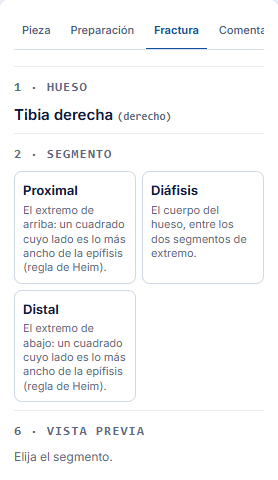 Pieza Preparación Fractura Comenta
1 · HUESO
Tibia derecha (derecho)
2 · SEGMENTO
Proximal
El extremo de
arriba: un cuadrado
cuyo lado es lo más
ancho de la epífisis
(regla de Heim).
Diáfisis
El cuerpo del
hueso, entre los
dos segmentos de
extremo.
Distal
El extremo de
abajo: un cuadrado
cuyo lado es lo más
ancho de la epífisis
(regla de Heim).
6 · VISTA PREVIA
Elija el segmento.